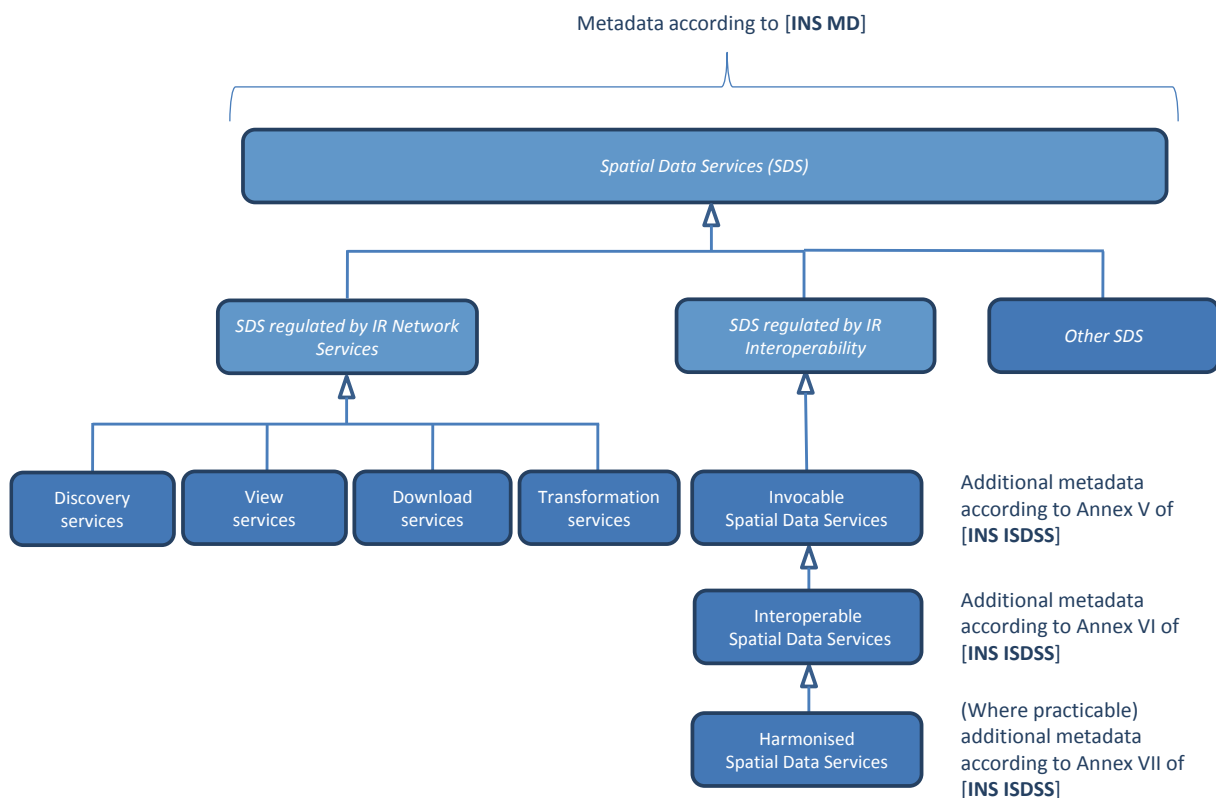 Metadata according to [INS MD]
Spatial Data Services (SDS)
SDS regulated by IR Network
Services
SDS regulated by IR
Interoperability
Other SDS
Discovery
services
View
services
Download
services
Transformation
services
Invocable
Spatial Data Services
Additional metadata
according to Annex V of
[INS ISDSS]
Interoperable
Spatial Data Services
Additional metadata
according to Annex VI of
[INS ISDSS]
Harmonised
Spatial Data Services
(Where practicable)
additional metadata
according to Annex VII of
[INS ISDSS]